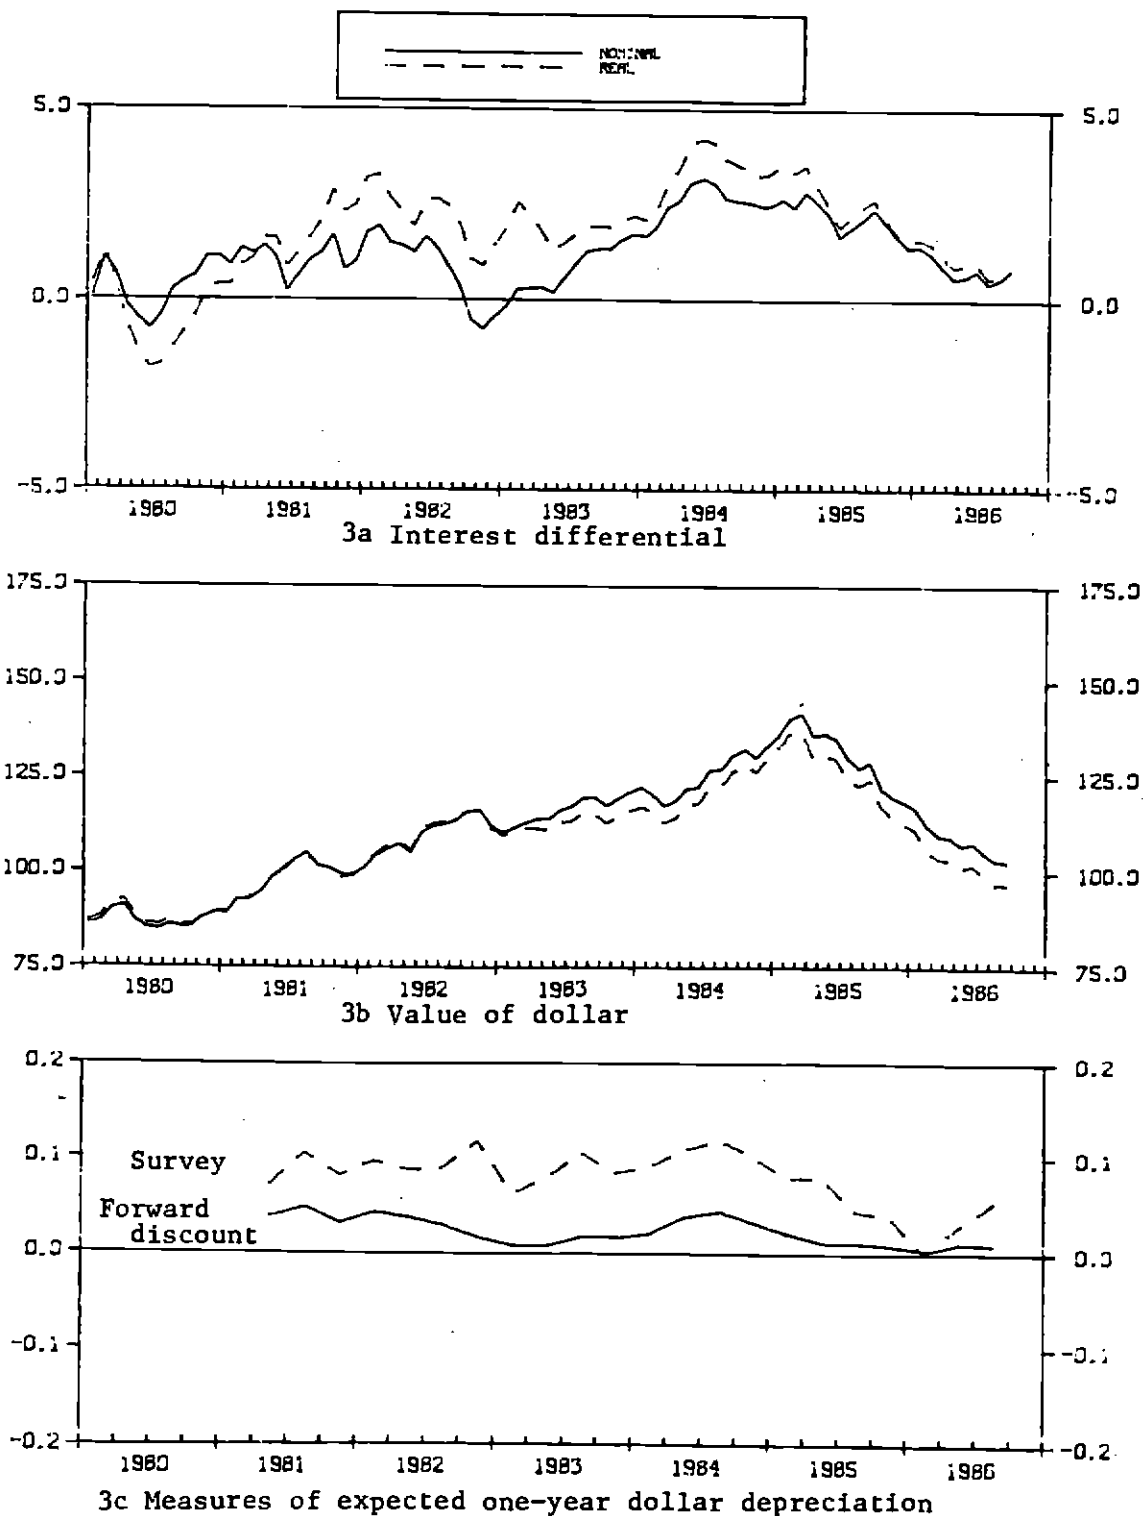 NOMINAL
REAL
5.0 5.0
0.0 0.0
-5.0 -5.0
1980 1981 1982 1983 1984 1985 1986
3a Interest differential
175.0 175.0
150.0 150.0
125.0 125.0
100.0 100.0
75.0 75.0
1980 1981 1982 1983 1984 1985 1986
3b Value of dollar
0.2 0.2
0.1 Survey 0.1
Forward
discount
0.0 0.0
-0.1 -0.1
-0.2 -0.2
1980 1981 1982 1983 1984 1985 1986
3c Measures of expected one-year dollar depreciation